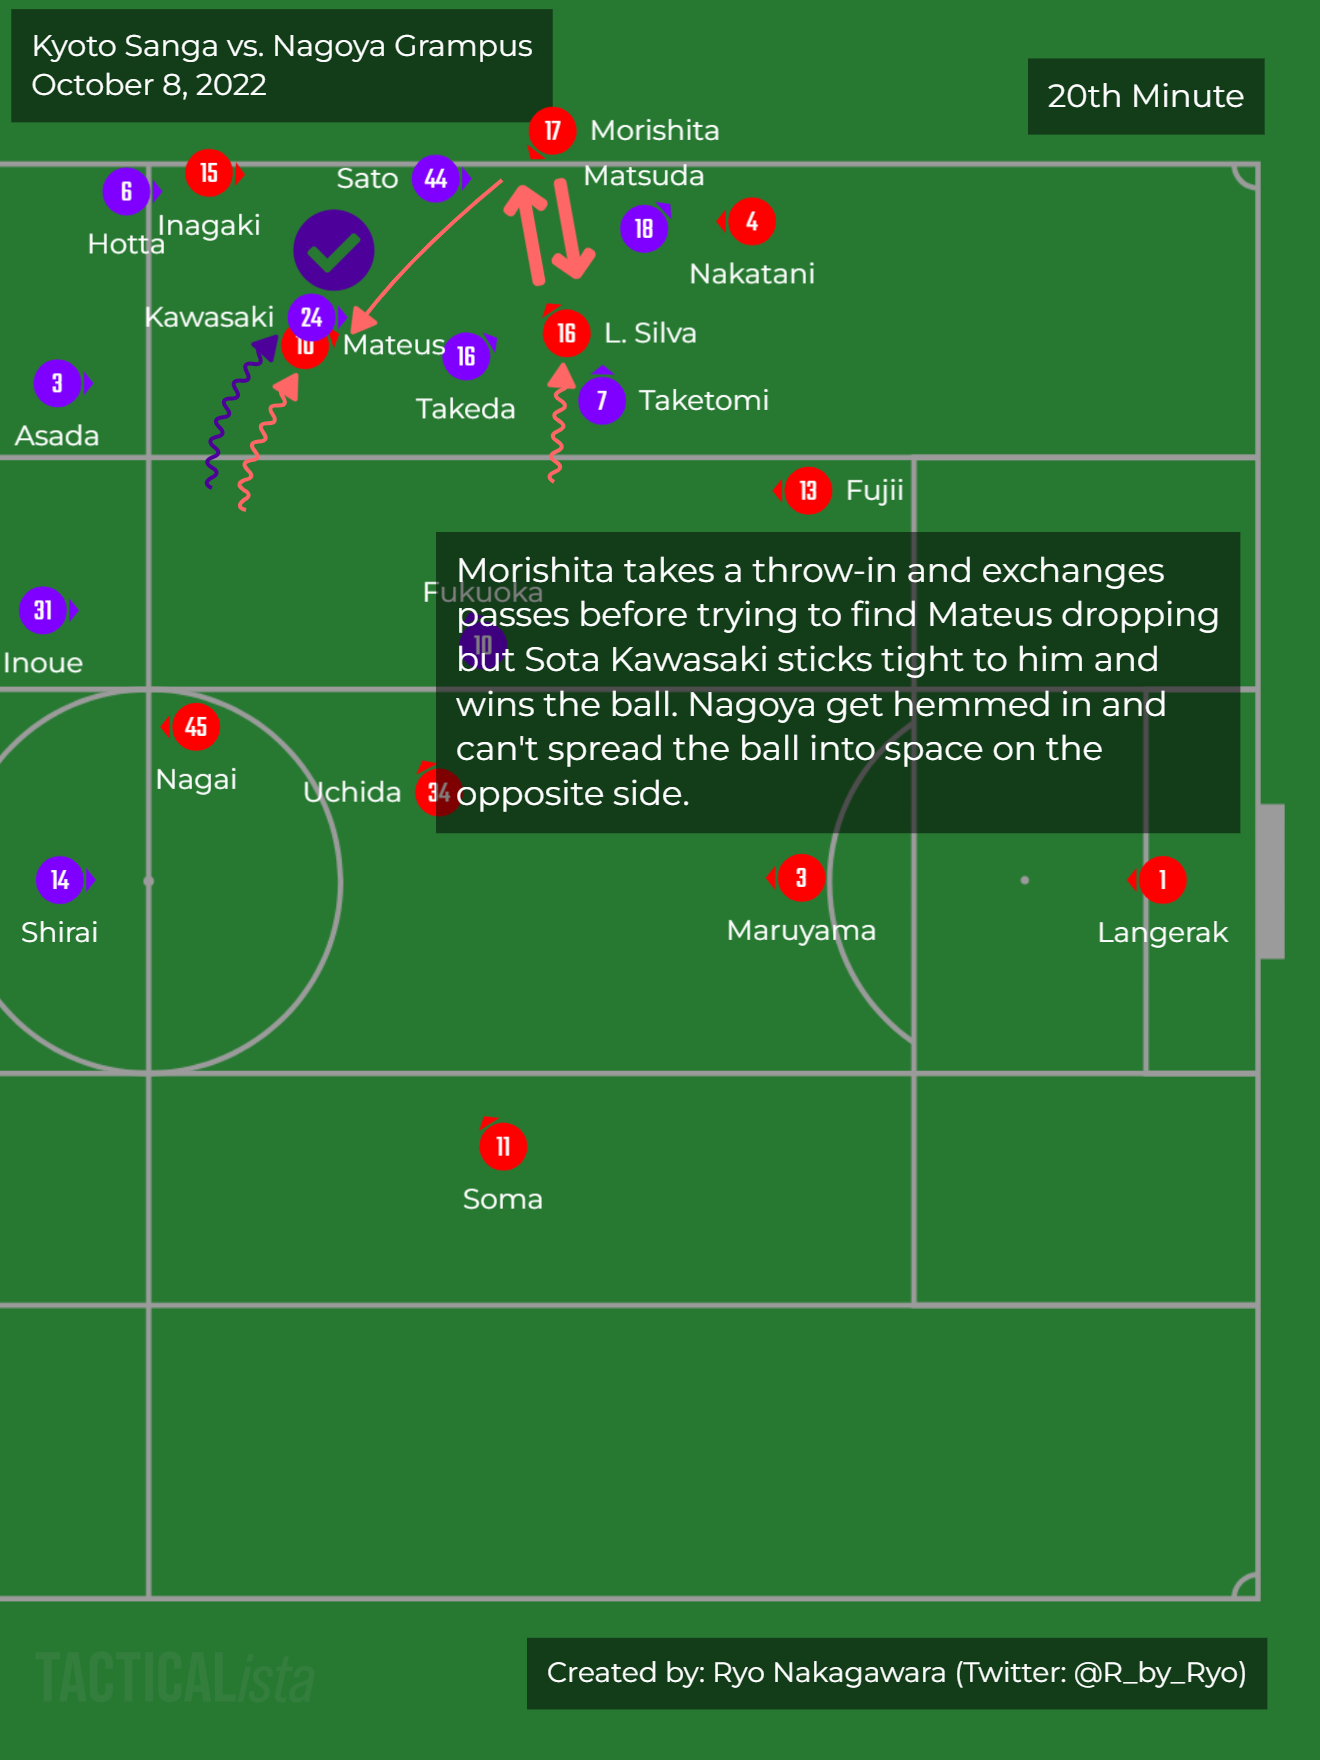 Kyoto Sanga vs. Nagoya Grampus
October 8, 2022
20th Minute
17 Morishita
Matsuda
18
4
Nakatani
6
Hotta
15
Inagaki
Sato 44
Kawasaki 24
10 Mateus
16
Takeda
16 L. Silva
7 Taketomi
3
Asada
13 Fujii
Fukuoka
10
Morishita takes a throw-in and exchanges
passes before trying to find Mateus dropping
but Sota Kawasaki sticks tight to him and
wins the ball. Nagoya get hemmed in and
can't spread the ball into space on the
opposite side.
31
Inoue
45
Nagai
Uchida 34
14
Shirai
3
Maruyama
1
Langerak
11
Soma
TACTICALista
Created by: Ryo Nakagawara (Twitter: @R_by_Ryo)